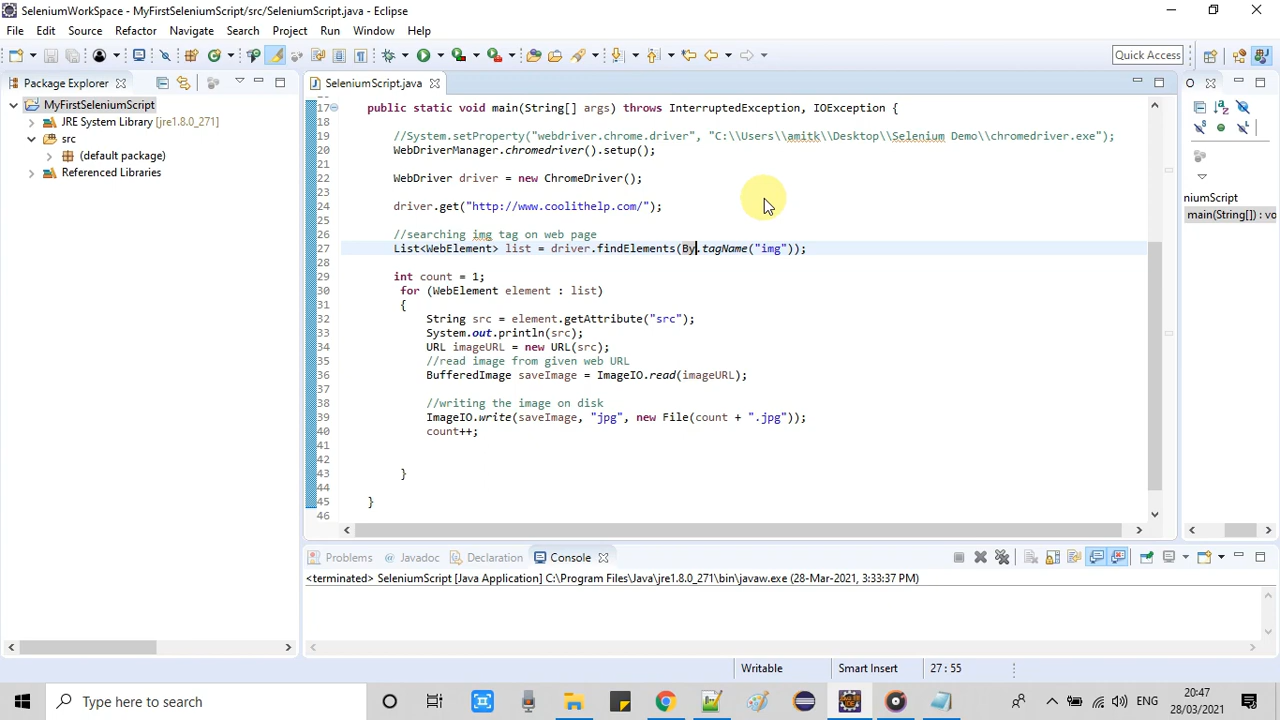 SeleniumWorkSpace - MyFirstSeleniumScript/src/SeleniumScript.java - Eclipse
File Edit Source Refactor Navigate Search Project Run Window Help
Quick Access
Package Explorer
SeleniumScript.java
O
MyFirstSeleniumScript
JRE System Library [jre1.8.0_271]
src
(default package)
Referenced Libraries
17 public static void main(String[] args) throws InterruptedException, IOException {
18
19 //System.setProperty("webdriver.chrome.driver", "C:\\Users\\amitk\\Desktop\\Selenium Demo\\chromedriver.exe");
20 WebDriverManager.chromedriver().setup();
21
22 WebDriver driver = new ChromeDriver();
23
24 driver.get("http://www.coolithelp.com/");
25
26 //searching img tag on web page
27 List<WebElement> list = driver.findElements(By.tagName("img"));
28
29 int count = 1;
30 for (WebElement element : list)
31 {
32 String src = element.getAttribute("src");
33 System.out.println(src);
34 URL imageURL = new URL(src);
35 //read image from given web URL
36 BufferedImage saveImage = ImageIO.read(imageURL);
37
38 //writing the image on disk
39 ImageIO.write(saveImage, "jpg", new File(count + ".jpg"));
40 count++;
41
42
43 }
44
45 }
46
niumScript
main(String[]) : vo
Problems Javadoc Declaration Console
<terminated> SeleniumScript [Java Application] C:\Program Files\Java\jre1.8.0_271\bin\javaw.exe (28-Mar-2021, 3:33:37 PM)
Writable Smart Insert 27 : 55
Type here to search
ENG
20:47
28/03/2021